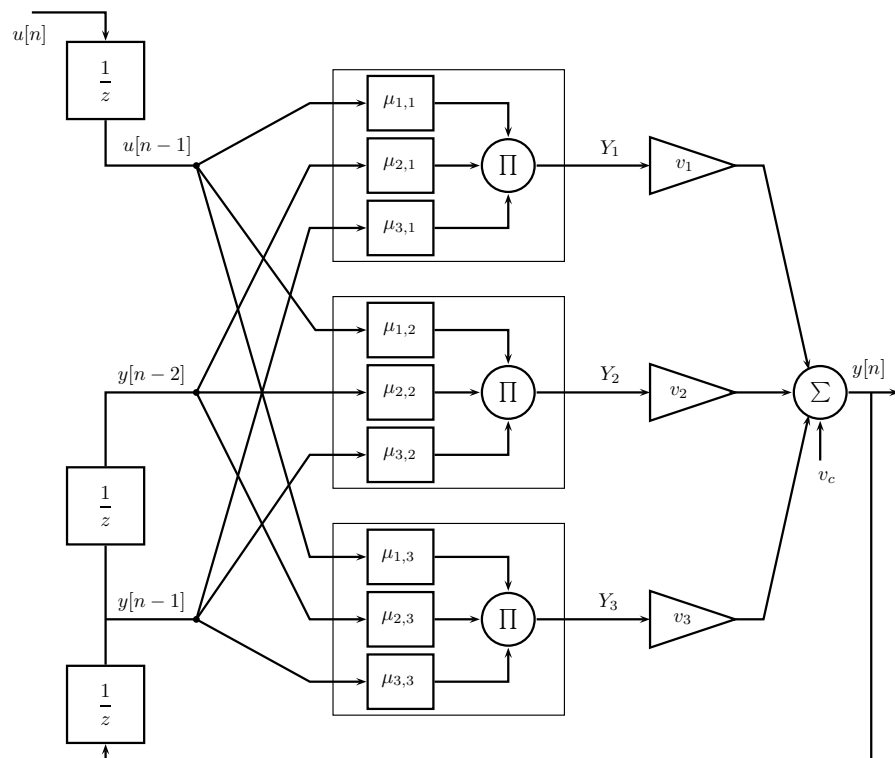 u[n]
1
z
u[n−1]
μ1,1
μ2,1
μ3,1
∏
Y1
v1
y[n−2]
μ1,2
μ2,2
μ3,2
∏
Y2
v2
∑
y[n]
vc
1
z
y[n−1]
μ1,3
μ2,3
μ3,3
∏
Y3
v3
1
z